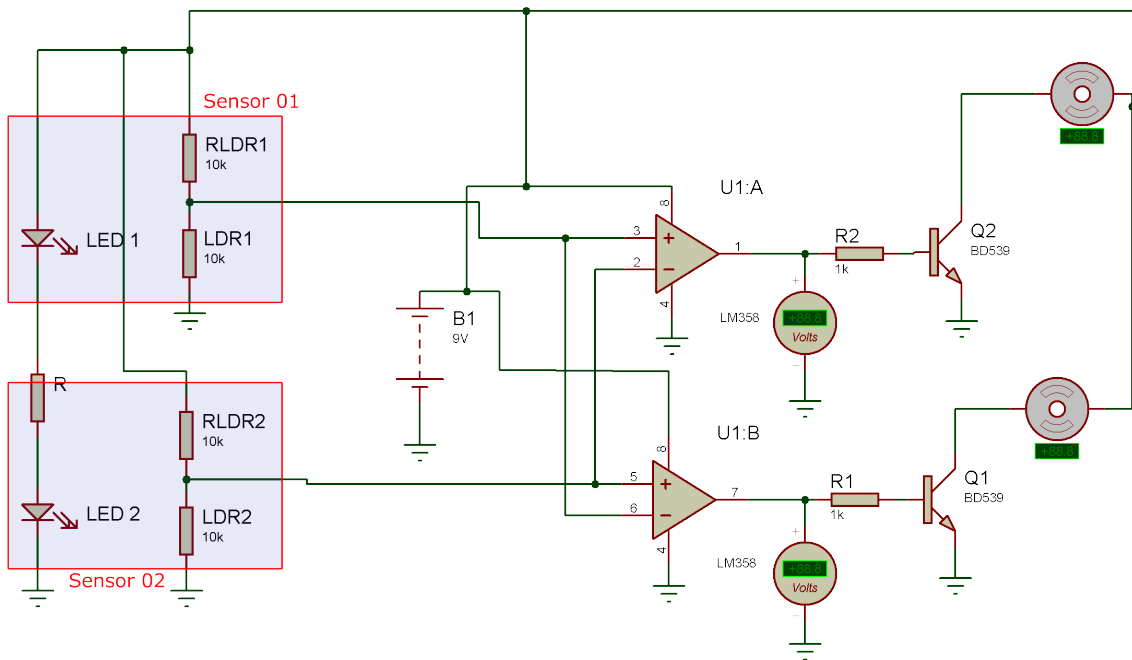 Sensor 01
RLDR1
10k
LED 1
LDR1
10k
R
RLDR2
10k
LED 2
LDR2
10k
Sensor 02
B1
9V
U1:A
8
3
+
2
−
1
4
LM358
R2
1k
+
+88.8
Volts
−
Q2
BD539
+88.8
U1:B
8
5
+
6
−
7
4
LM358
R1
1k
+
+88.8
Volts
−
Q1
BD539
+88.8